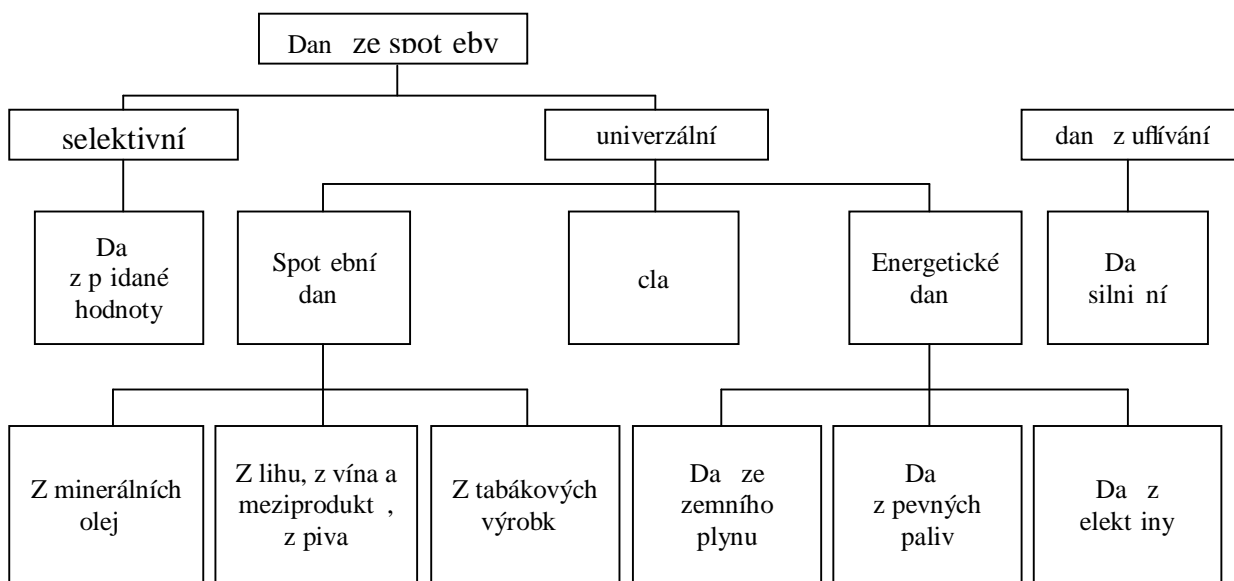 Dan ze spot eby
selektivní
univerzální
dan z uflívání
Da
z p idané
hodnoty
Spot ební
dan
cla
Energetické
dan
Da
silni ní
Z minerálních
olej
Z lihu, z vína a
meziprodukt ,
z piva
Z tabákových
výrobk
Da ze
zemního
plynu
Da
z pevných
paliv
Da z
elekt iny